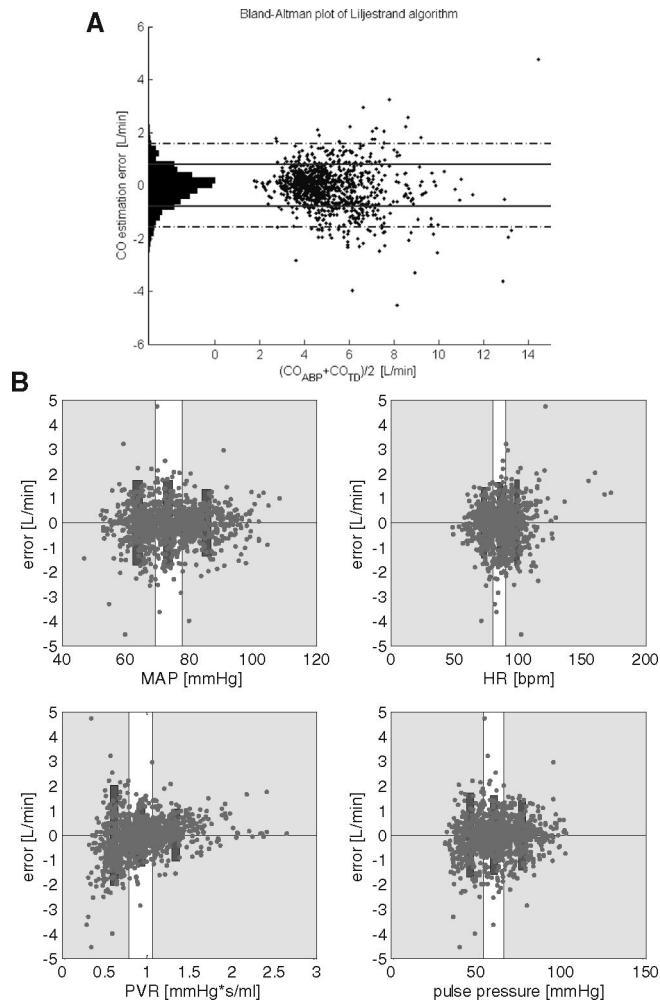 A
Bland-Altman plot of Liljestrand algorithm
CO estimation error [L/min]
6
4
2
0
-2
-4
-6
0 2 4 6 8 10 12 14
(CO_ABP+CO_TD)/2 [L/min]
B
error [L/min]
5
4
3
2
1
0
-1
-2
-3
-4
-5
40 60 80 100 120
MAP [mmHg]
error [L/min]
5
4
3
2
1
0
-1
-2
-3
-4
-5
0 50 100 150 200
HR [bpm]
error [L/min]
5
4
3
2
1
0
-1
-2
-3
-4
-5
0 0.5 1 1.5 2 2.5 3
PVR [mmHg*s/ml]
error [L/min]
5
4
3
2
1
0
-1
-2
-3
-4
-5
0 50 100 150
pulse pressure [mmHg]